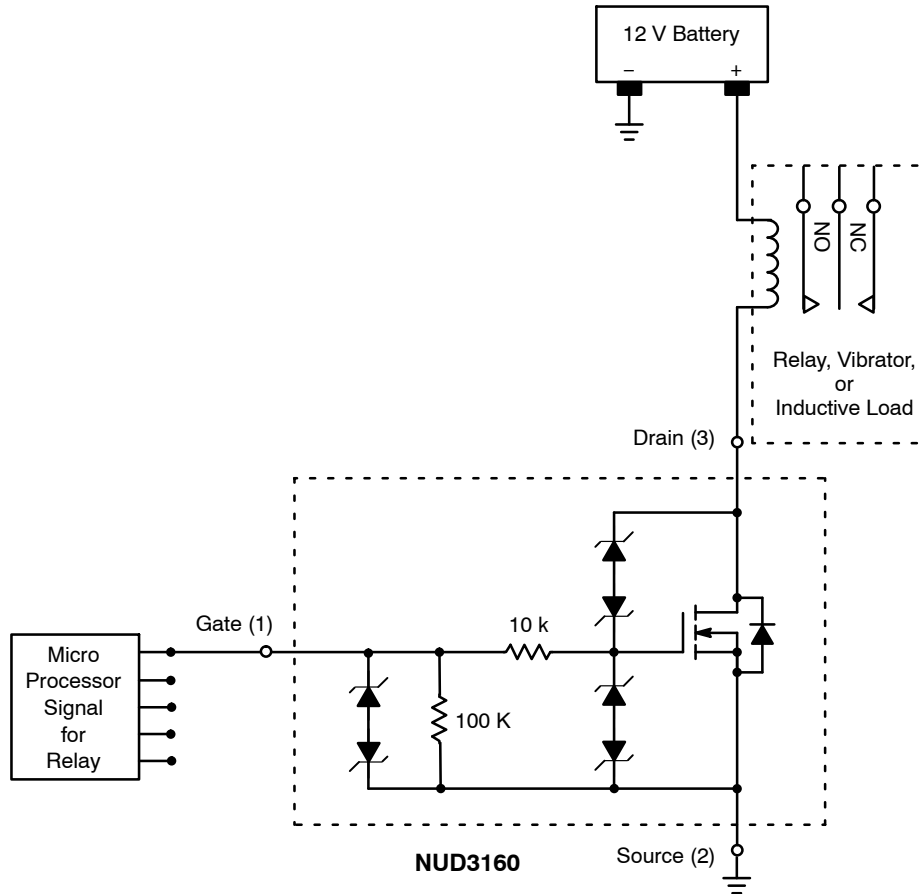 12 V Battery
– +
NO
NC
Relay, Vibrator,
or
Inductive Load
Drain (3)
Gate (1)
10 k
Micro
Processor
Signal
for
Relay
100 K
Source (2)
NUD3160